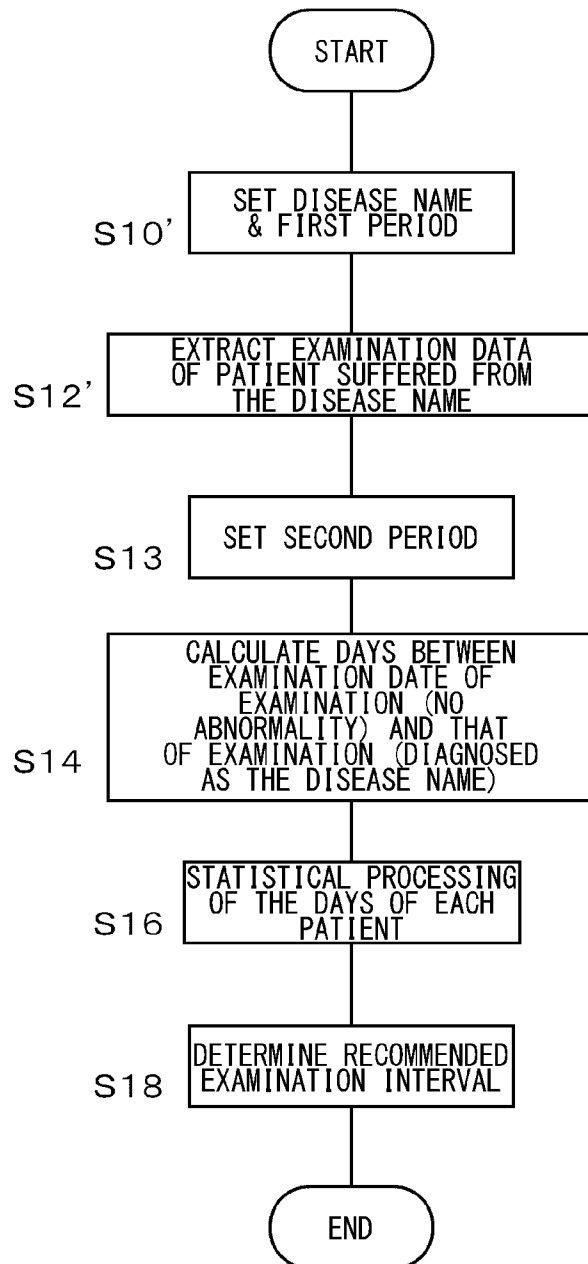 START
SET DISEASE NAME
& FIRST PERIOD
S10'
EXTRACT EXAMINATION DATA
OF PATIENT SUFFERED FROM
THE DISEASE NAME
S12'
SET SECOND PERIOD
S13
CALCULATE DAYS BETWEEN
EXAMINATION DATE OF
EXAMINATION (NO
ABNORMALITY) AND THAT
OF EXAMINATION (DIAGNOSED
AS THE DISEASE NAME)
S14
STATISTICAL PROCESSING
OF THE DAYS OF EACH
PATIENT
S16
DETERMINE RECOMMENDED
EXAMINATION INTERVAL
S18
END